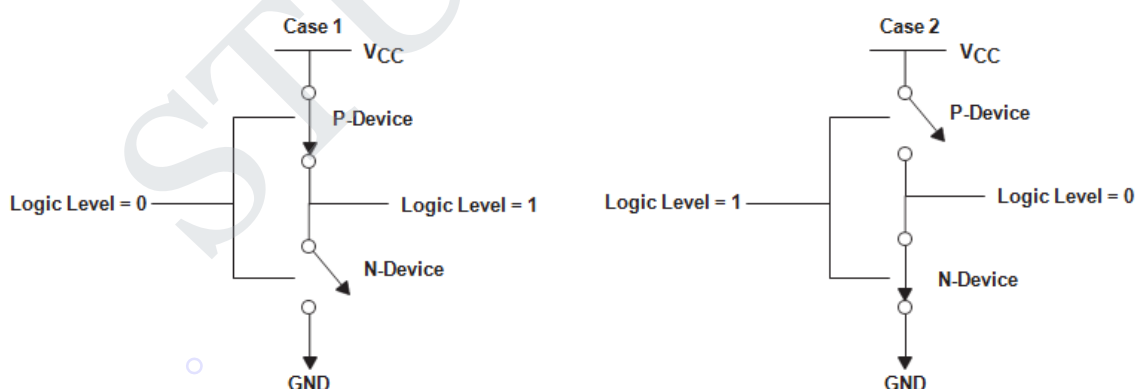 Case 1
VCC
P-Device
Logic Level = 0
Logic Level = 1
N-Device
GND
Case 2
VCC
P-Device
Logic Level = 1
Logic Level = 0
N-Device
GND